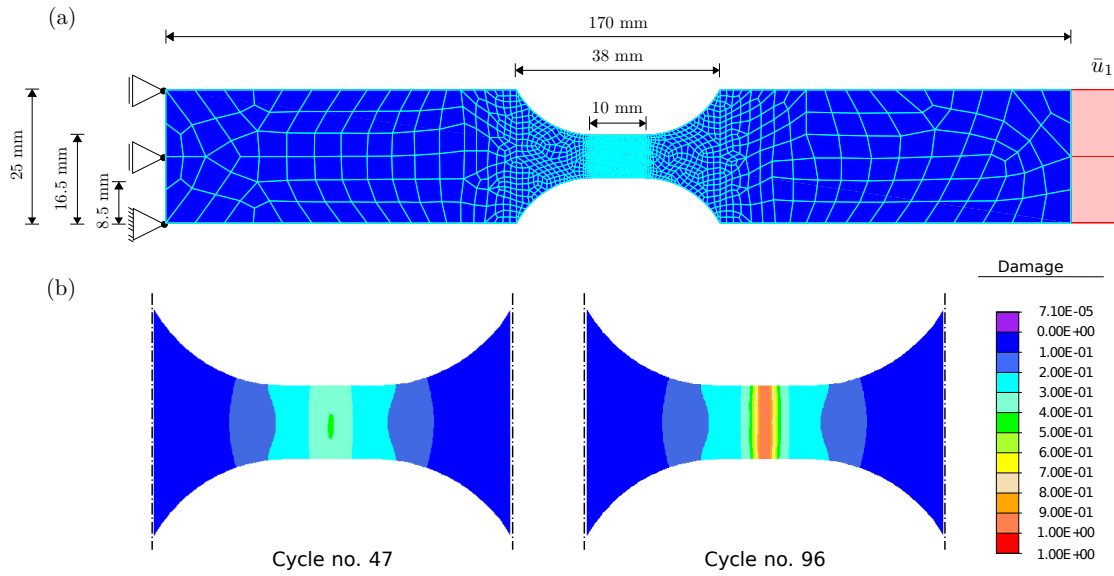 (a)
170 mm
38 mm
ū₁
10 mm
25 mm
16.5 mm
8.5 mm
(b)
Damage
7.10E-05
0.00E+00
1.00E-01
2.00E-01
3.00E-01
4.00E-01
5.00E-01
6.00E-01
7.00E-01
8.00E-01
9.00E-01
1.00E+00
1.00E+00
Cycle no. 47
Cycle no. 96